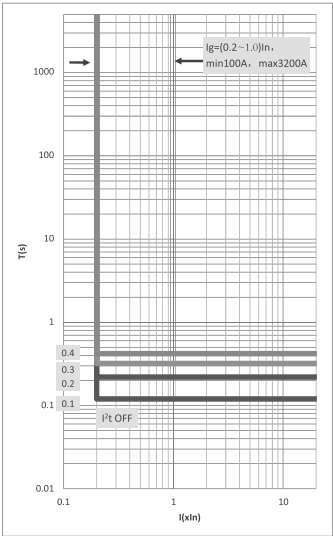 1000
Ig=(0.2~1.0)In，
min100A， max3200A
100
10
T(s)
1
0.4
0.3
0.2
0.1
0.1
I²t OFF
0.01
0.1
1
10
I(xIn)